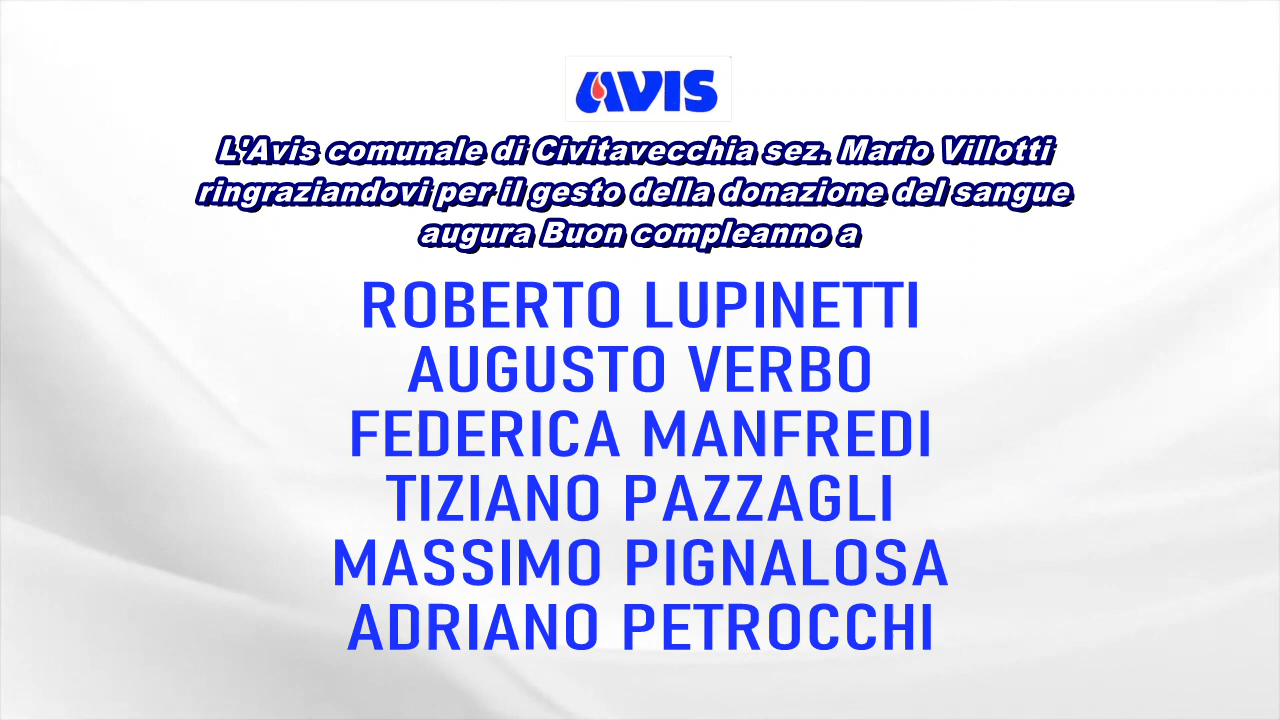 AVIS
L'Avis comunale di Civitavecchia sez. Mario Villotti
ringraziandovi per il gesto della donazione del sangue
augura Buon compleanno a
ROBERTO LUPINETTI
AUGUSTO VERBO
FEDERICA MANFREDI
TIZIANO PAZZAGLI
MASSIMO PIGNALOSA
ADRIANO PETROCCHI